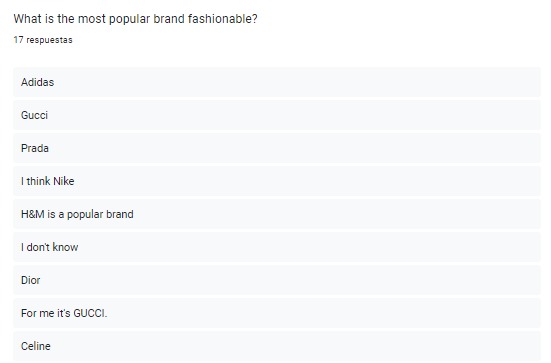 What is the most popular brand fashionable?
17 respuestas
Adidas
Gucci
Prada
I think Nike
H&M is a popular brand
I don't know
Dior
For me it's GUCCI.
Celine